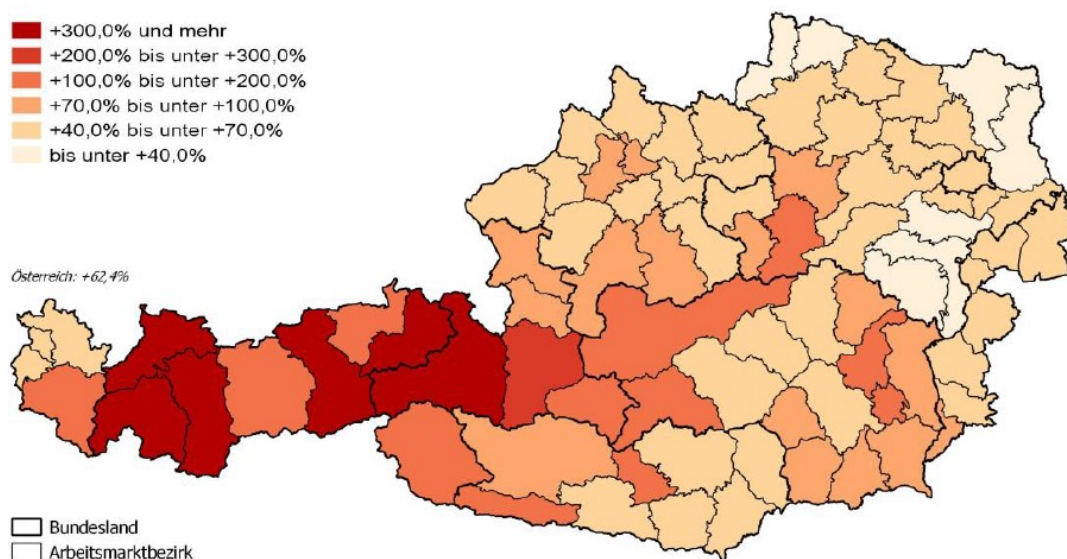 +300,0% und mehr
+200,0% bis unter +300,0%
+100,0% bis unter +200,0%
+70,0% bis unter +100,0%
+40,0% bis unter +70,0%
bis unter +40,0%
Österreich: +62,4%
Bundesland
Arbeitsmarktbezirk